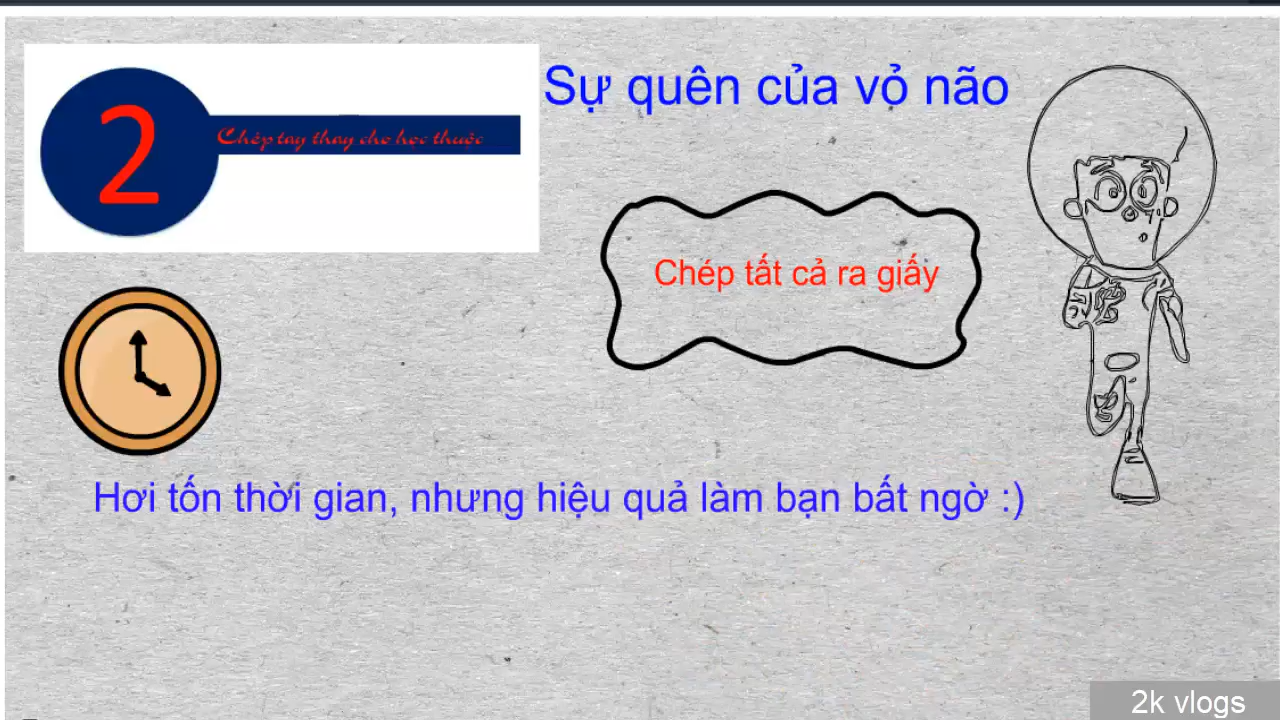 2
Chép tay thay cho học thuộc
Sự quên của vỏ não
Chép tất cả ra giấy
Hơi tốn thời gian, nhưng hiệu quả làm bạn bất ngờ :)
2k vlogs